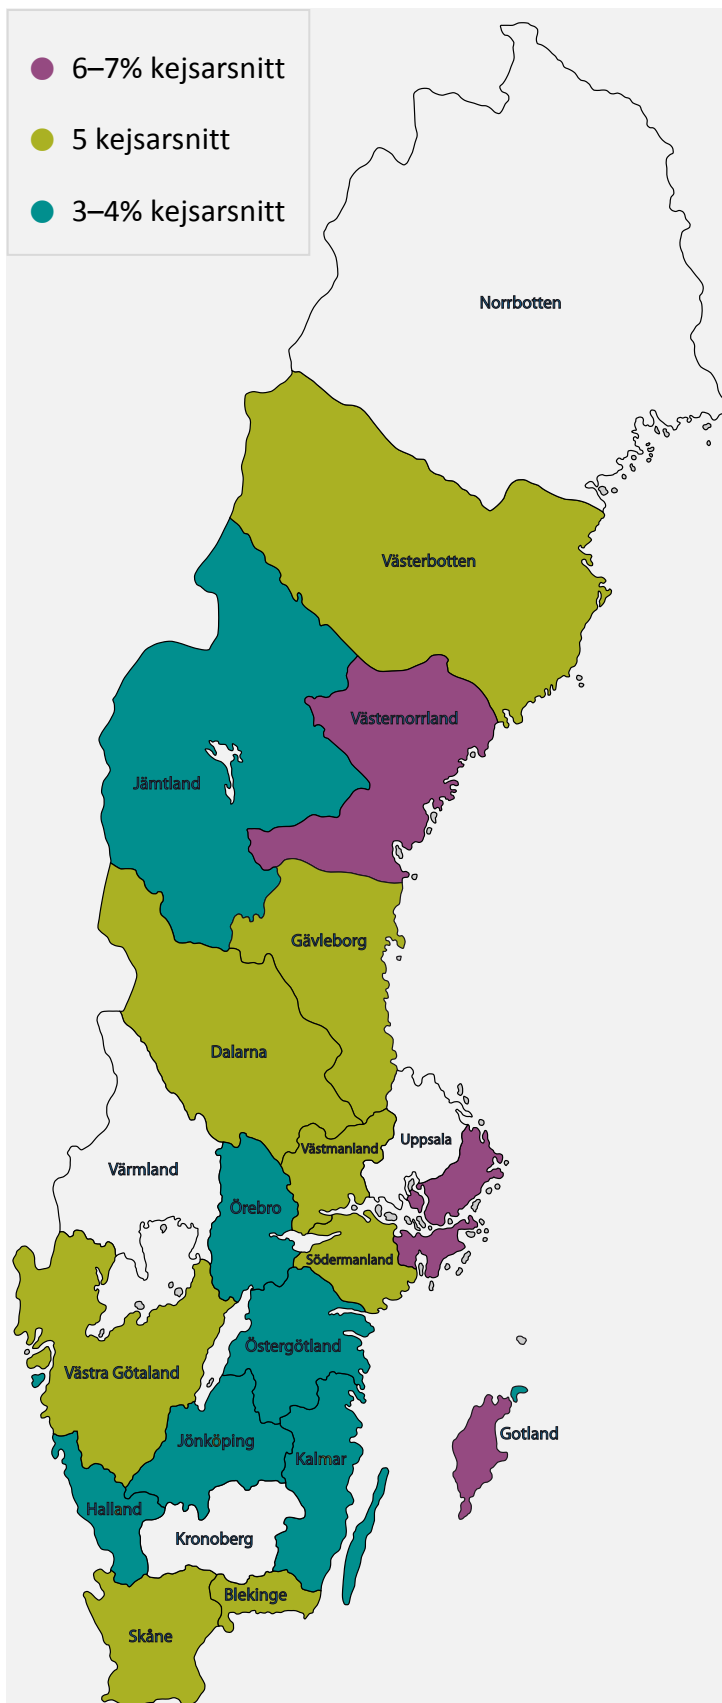 6–7% kejsarsnitt
5 kejsarsnitt
3–4% kejsarsnitt
Norrbotten
Västerbotten
Västernorrland
Jämtland
Gävleborg
Dalarna
Uppsala
Västmanland
Värmland
Örebro
Södermanland
Östergötland
Västra Götaland
Gotland
Jönköping
Kalmar
Halland
Kronoberg
Blekinge
Skåne